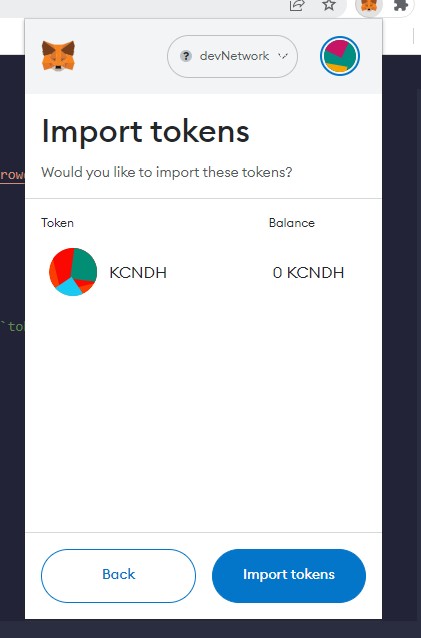 devNetwork
Import tokens
Would you like to import these tokens?
Token Balance
KCNDH 0 KCNDH
Back Import tokens